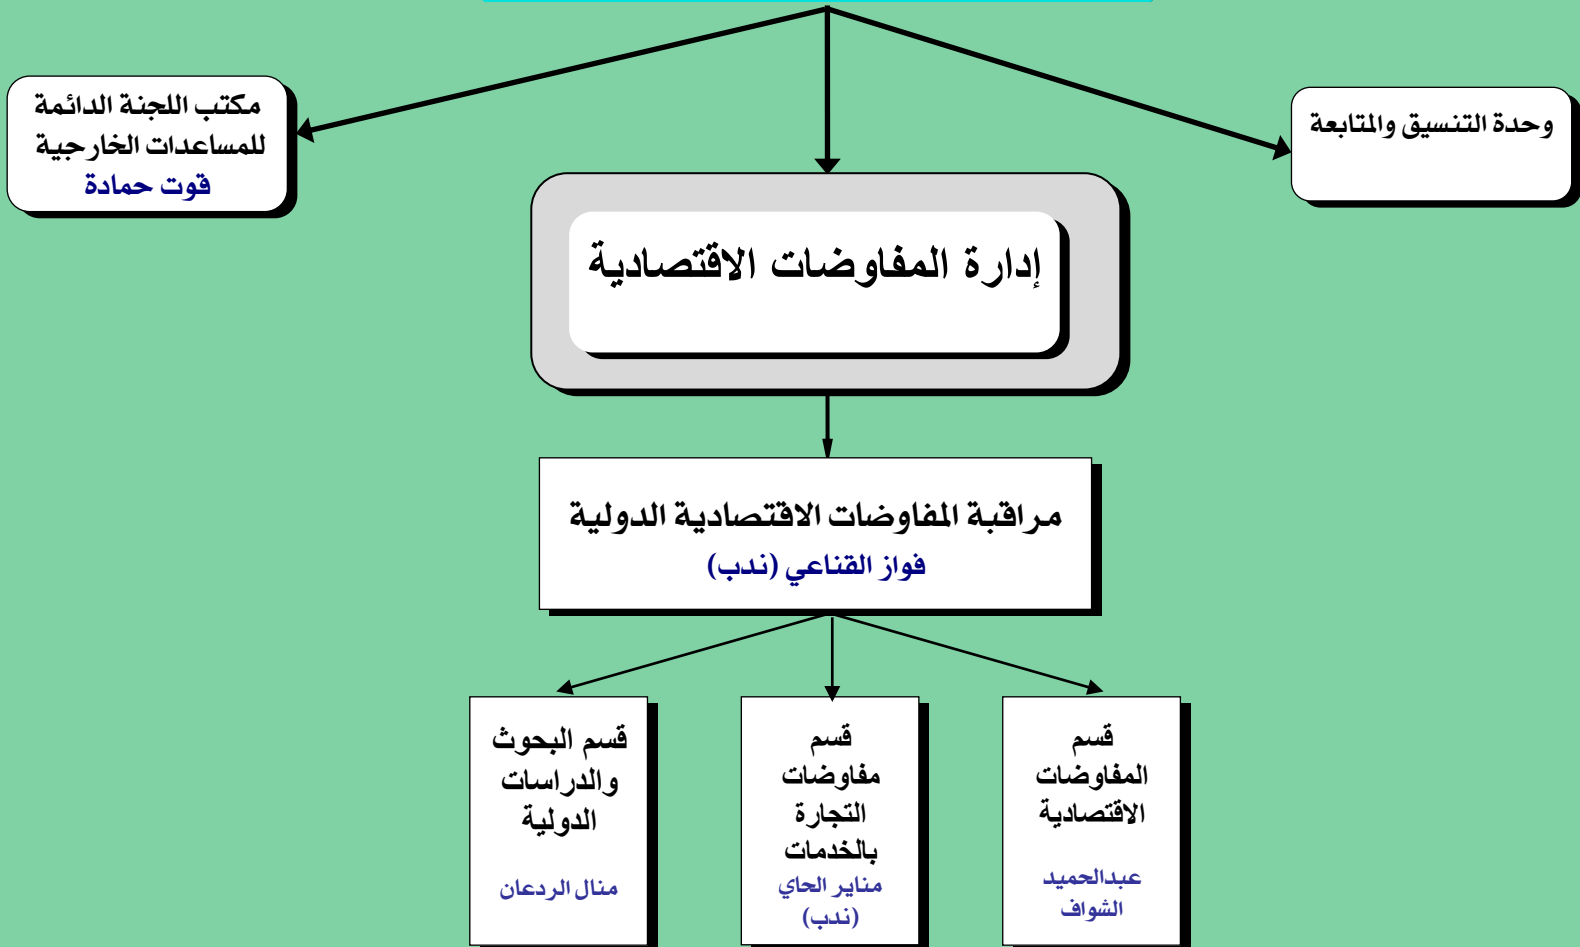 وحدة التنسيق والمتابعة
مكتب اللجنة الدائمة
للمساعدات الخارجية
قوت حمادة
إدارة المفاوضات الاقتصادية
مراقبة المفاوضات الاقتصادية الدولية
فواز القناعي (ندب)
قسم
المفاوضات
الاقتصادية
عبدالحميد
الشواف
قسم
مفاوضات
التجارة
بالخدمات
مناير الحاي
(ندب)
قسم البحوث
والدراسات
الدولية
منال الردعان